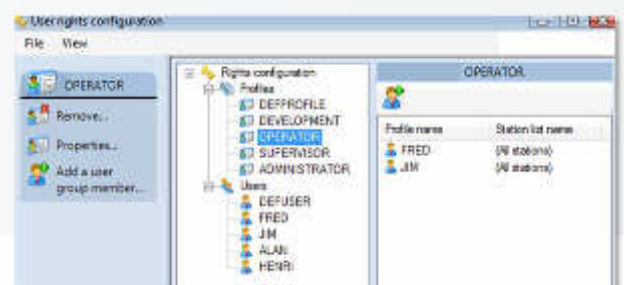 User rights configuration
File View
OPERATOR
Remove...
Properties...
Add a user
group member...
Rights configuration
Profiles
DEFPROFILE
DEVELOPMENT
OPERATOR
SUPERVISOR
ADMINISTRATOR
Users
DEFUSER
FRED
JIM
ALAN
HENRI
OPERATOR
Profile name Station list name
FRED (All stations)
JIM (All stations)